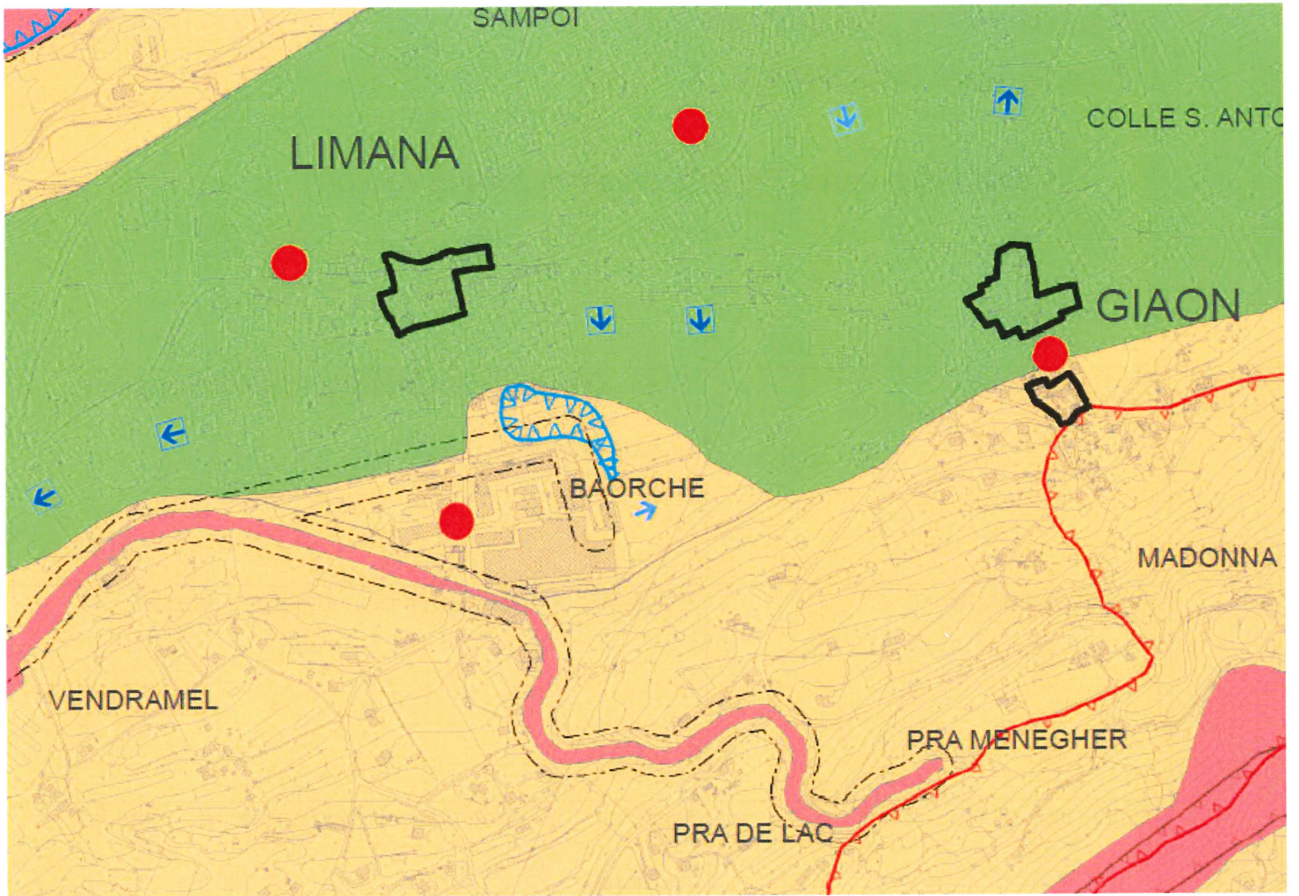 SAMPOI
COLLE S. ANTO
LIMANA
GIAON
BAORCHE
MADONNA
VENDRAMEL
PRA MENEGHER
PRA DE LAC